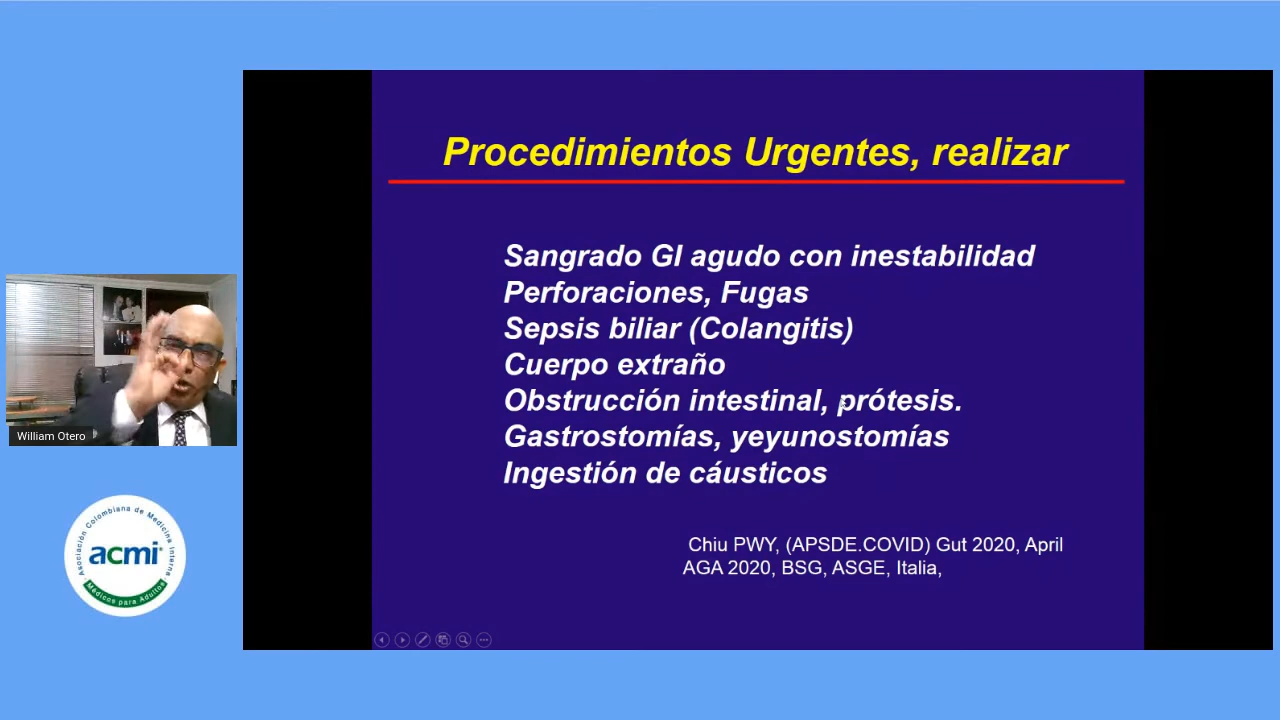 Procedimientos Urgentes, realizar
Sangrado GI agudo con inestabilidad
Perforaciones, Fugas
Sepsis biliar (Colangitis)
Cuerpo extraño
Obstrucción intestinal, prótesis.
Gastrostomías, yeyunostomías
Ingestión de cáusticos
Chiu PWY, (APSDE.COVID) Gut 2020, April
AGA 2020, BSG, ASGE, Italia,
William Otero
Asociación Colombiana de Medicina Interna
acmi
Médicos para Adultos